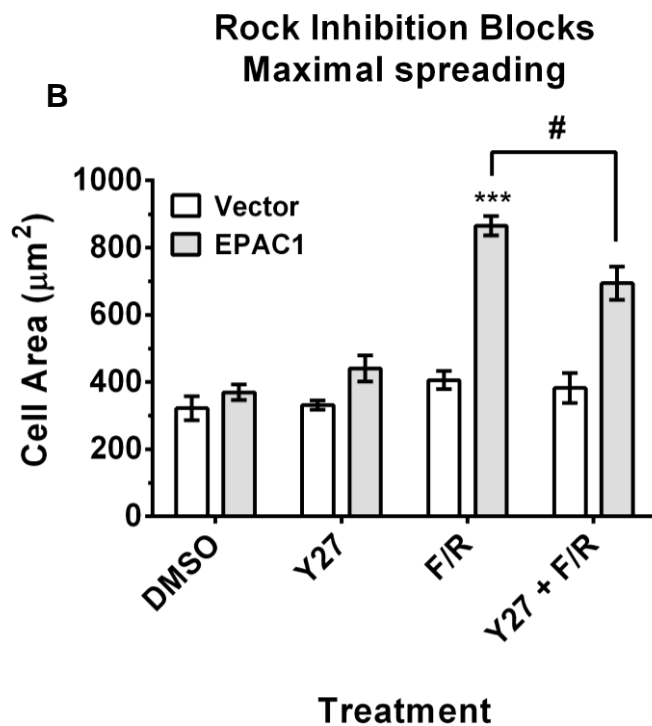 Rock Inhibition Blocks
Maximal spreading
B
#
1000
800
600
400
200
0
Cell Area (μm²)
Vector
EPAC1
***
DMSO
Y27
F/R
Y27 + F/R
Treatment